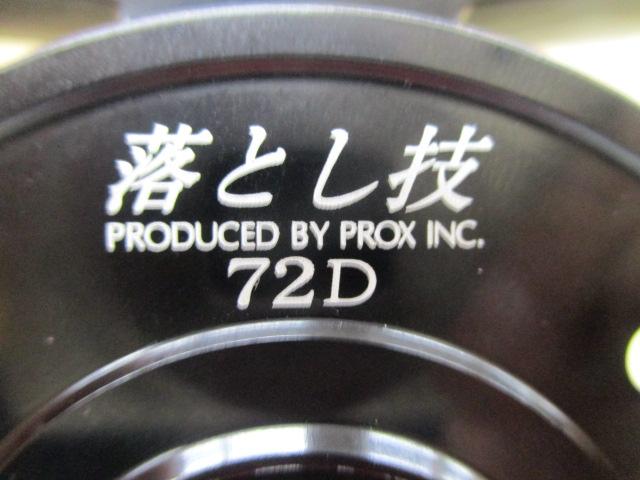 落とし技
PRODUCED BY PROX INC.
72D